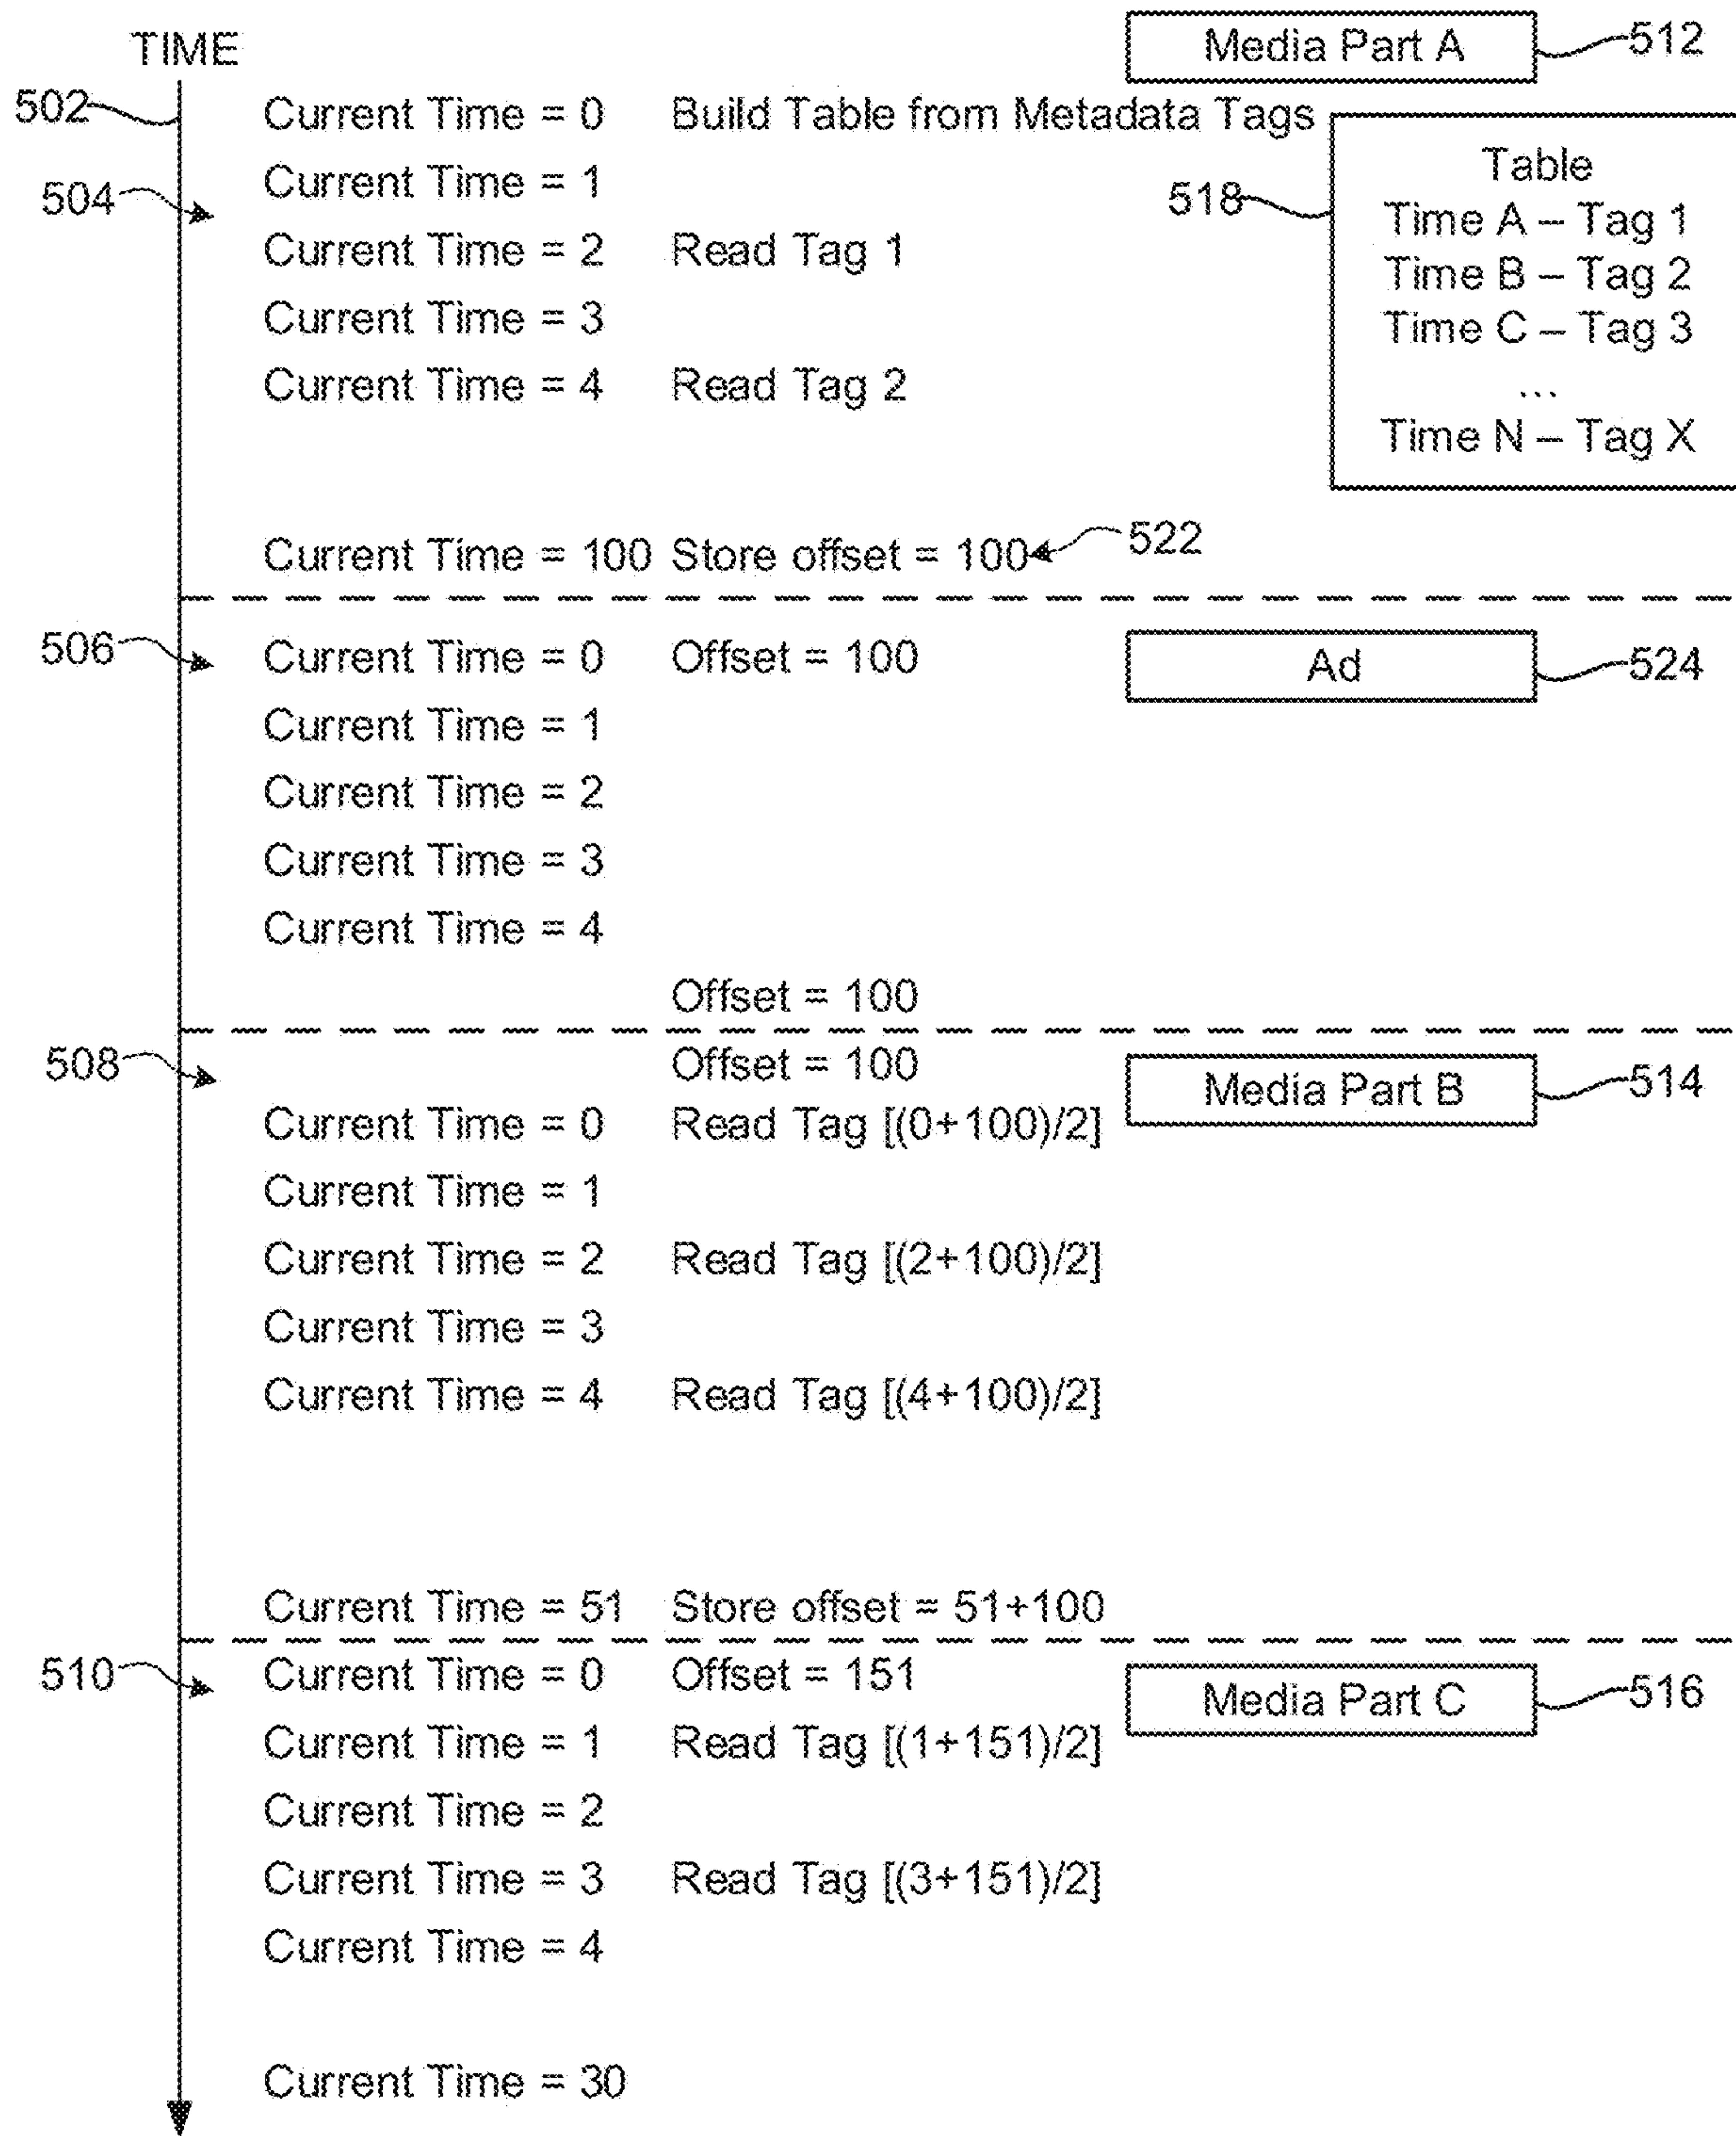 TIME
Media Part A 512
502 Current Time = 0 Build Table from Metadata Tags
504 Current Time = 1
Current Time = 2 Read Tag 1
Current Time = 3
Current Time = 4 Read Tag 2
518 Table
Time A – Tag 1
Time B – Tag 2
Time C – Tag 3
...
Time N – Tag X
Current Time = 100 Store offset = 100 522
506 Current Time = 0 Offset = 100 Ad 524
Current Time = 1
Current Time = 2
Current Time = 3
Current Time = 4
Offset = 100
508 Offset = 100 Media Part B 514
Current Time = 0 Read Tag [(0+100)/2]
Current Time = 1
Current Time = 2 Read Tag [(2+100)/2]
Current Time = 3
Current Time = 4 Read Tag [(4+100)/2]
Current Time = 51 Store offset = 51+100
510 Current Time = 0 Offset = 151 Media Part C 516
Current Time = 1 Read Tag [(1+151)/2]
Current Time = 2
Current Time = 3 Read Tag [(3+151)/2]
Current Time = 4
Current Time = 30